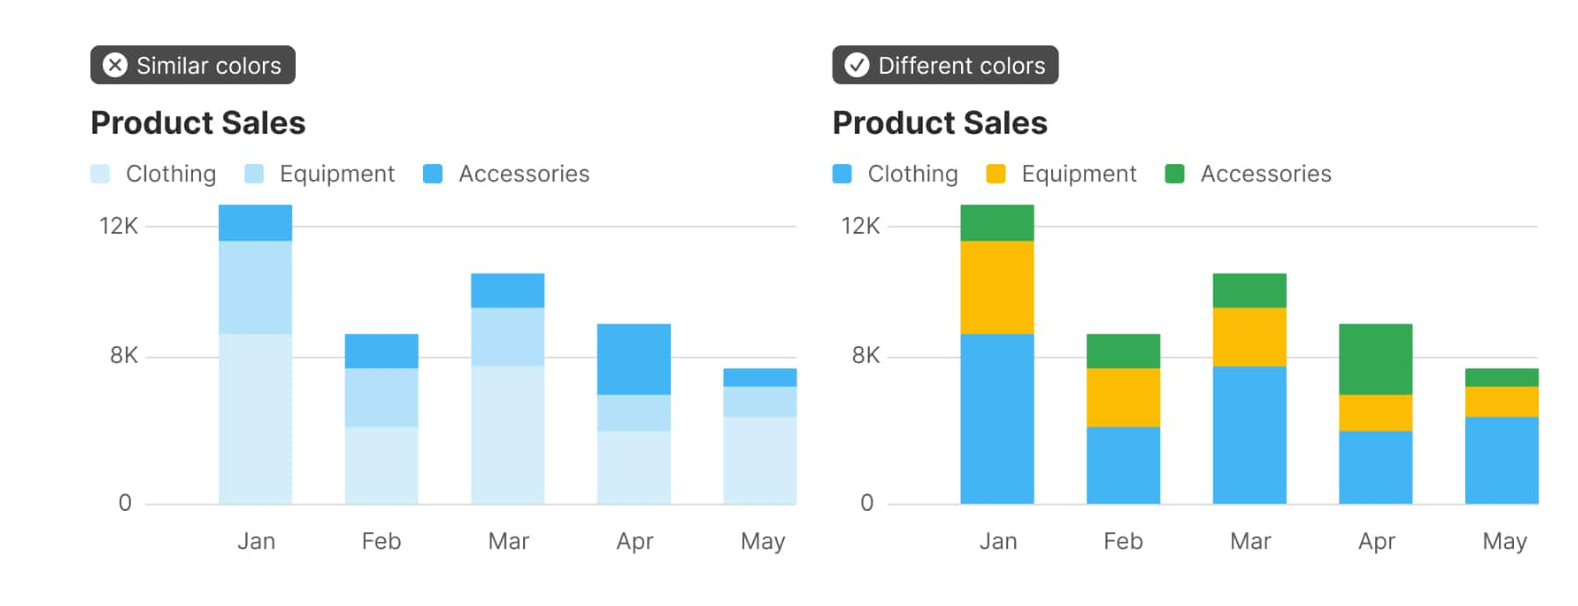 Similar colors
Product Sales
Clothing Equipment Accessories
12K
8K
0
Jan Feb Mar Apr May
Different colors
Product Sales
Clothing Equipment Accessories
12K
8K
0
Jan Feb Mar Apr May